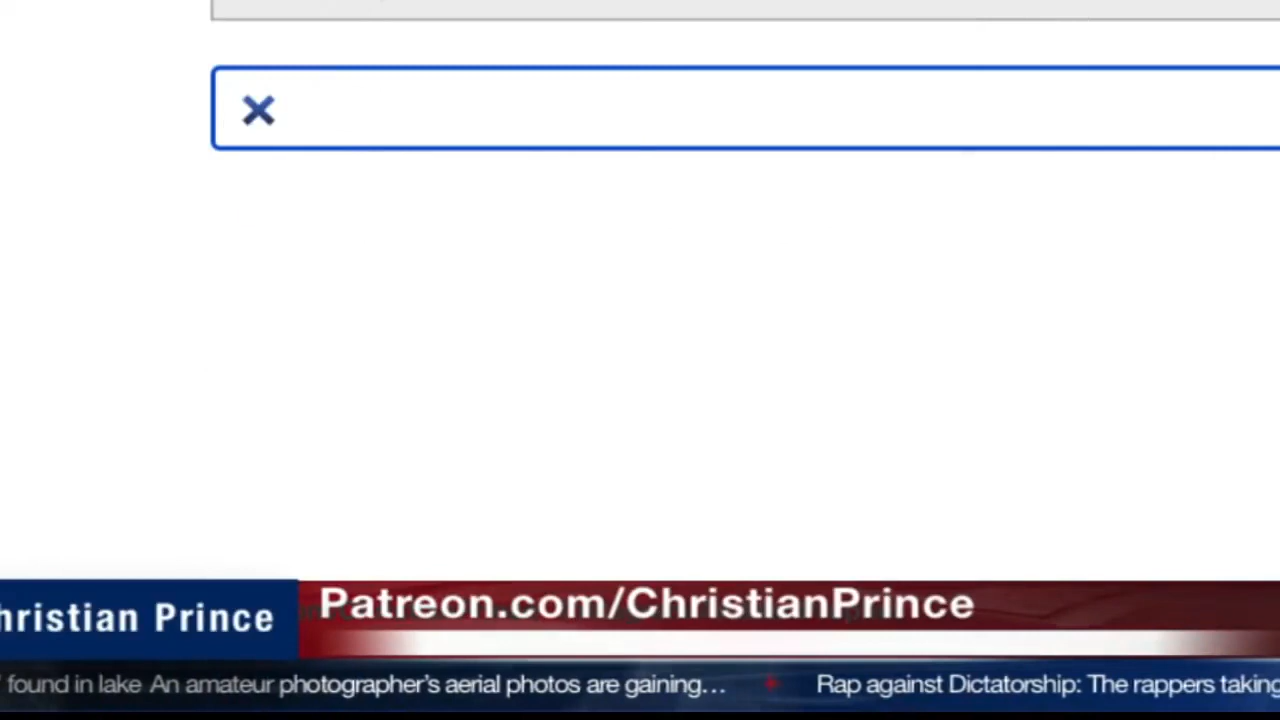 hristian Prince
Patreon.com/ChristianPrince
found in lake An amateur photographer's aerial photos are gaining… Rap against Dictatorship: The rappers taking